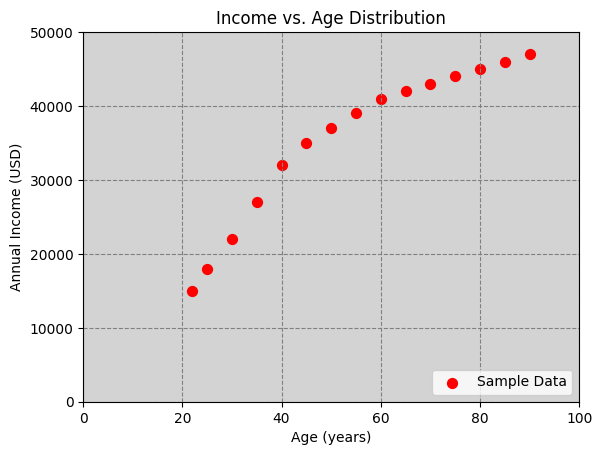 Income vs. Age Distribution
50000
40000
30000
20000
10000
0
Annual Income (USD)
Sample Data
0 20 40 60 80 100
Age (years)